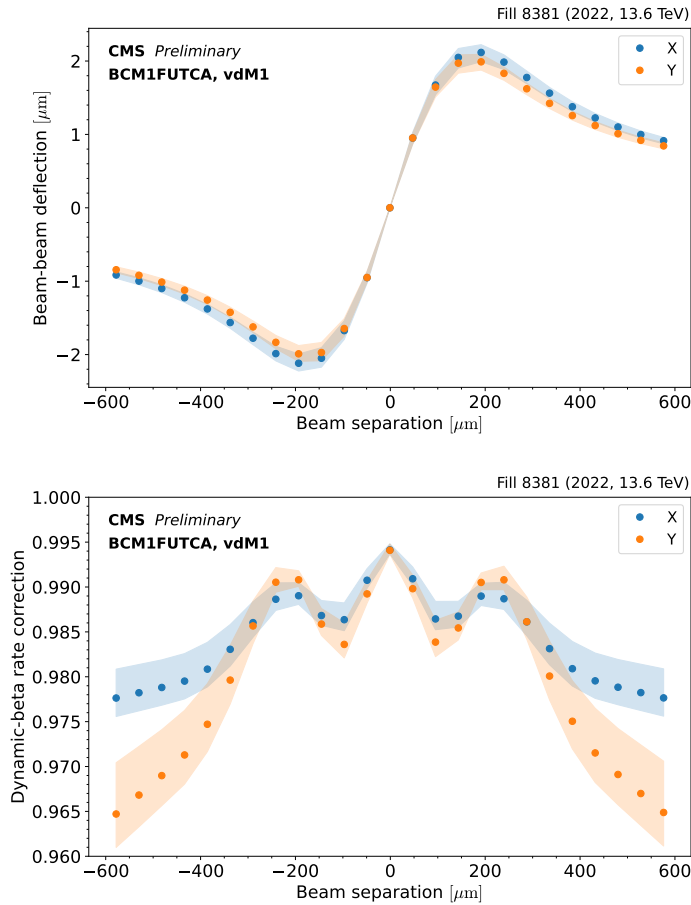 Fill 8381 (2022, 13.6 TeV)
CMS Preliminary
BCM1FUTCA, vdM1
X
Y
2
1
0
−1
−2
Beam-beam deflection [μm]
−600 −400 −200 0 200 400 600
Beam separation [μm]
Fill 8381 (2022, 13.6 TeV)
CMS Preliminary
BCM1FUTCA, vdM1
X
Y
1.000
0.995
0.990
0.985
0.980
0.975
0.970
0.965
0.960
Dynamic-beta rate correction
−600 −400 −200 0 200 400 600
Beam separation [μm]